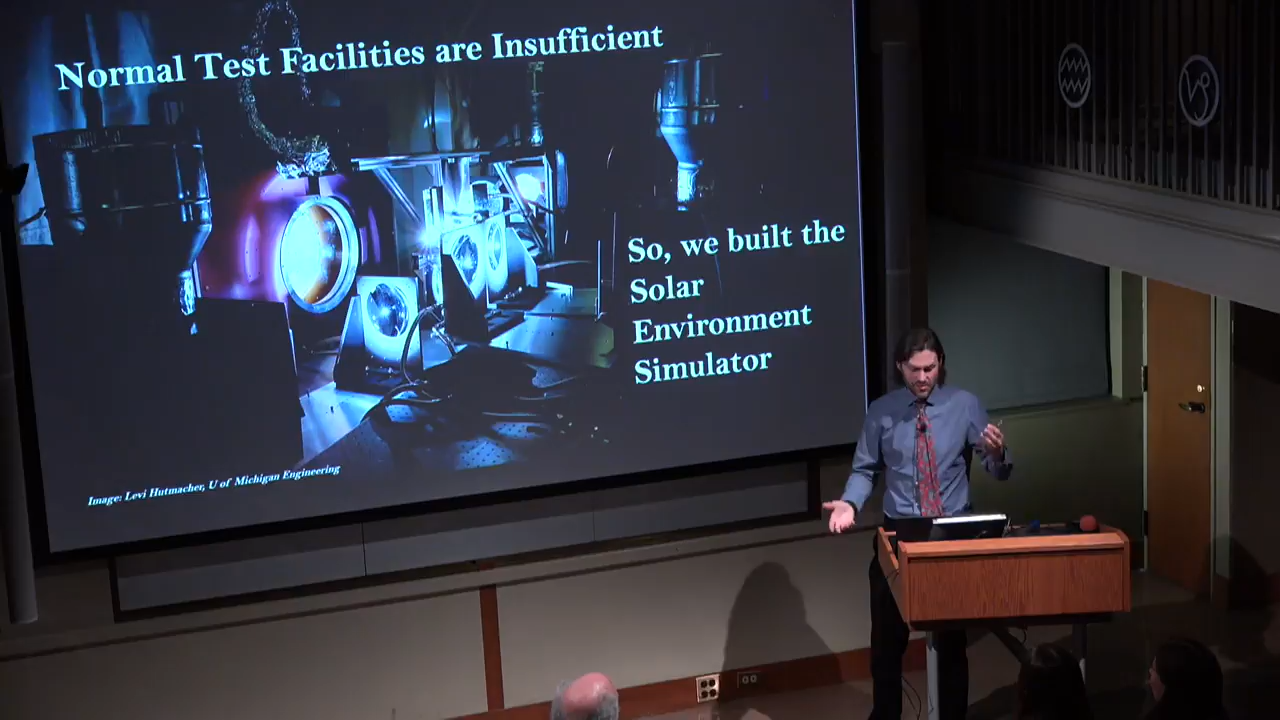 Normal Test Facilities are Insufficient
So, we built the
Solar
Environment
Simulator
Image: Levi Hutmacher, U of Michigan Engineering